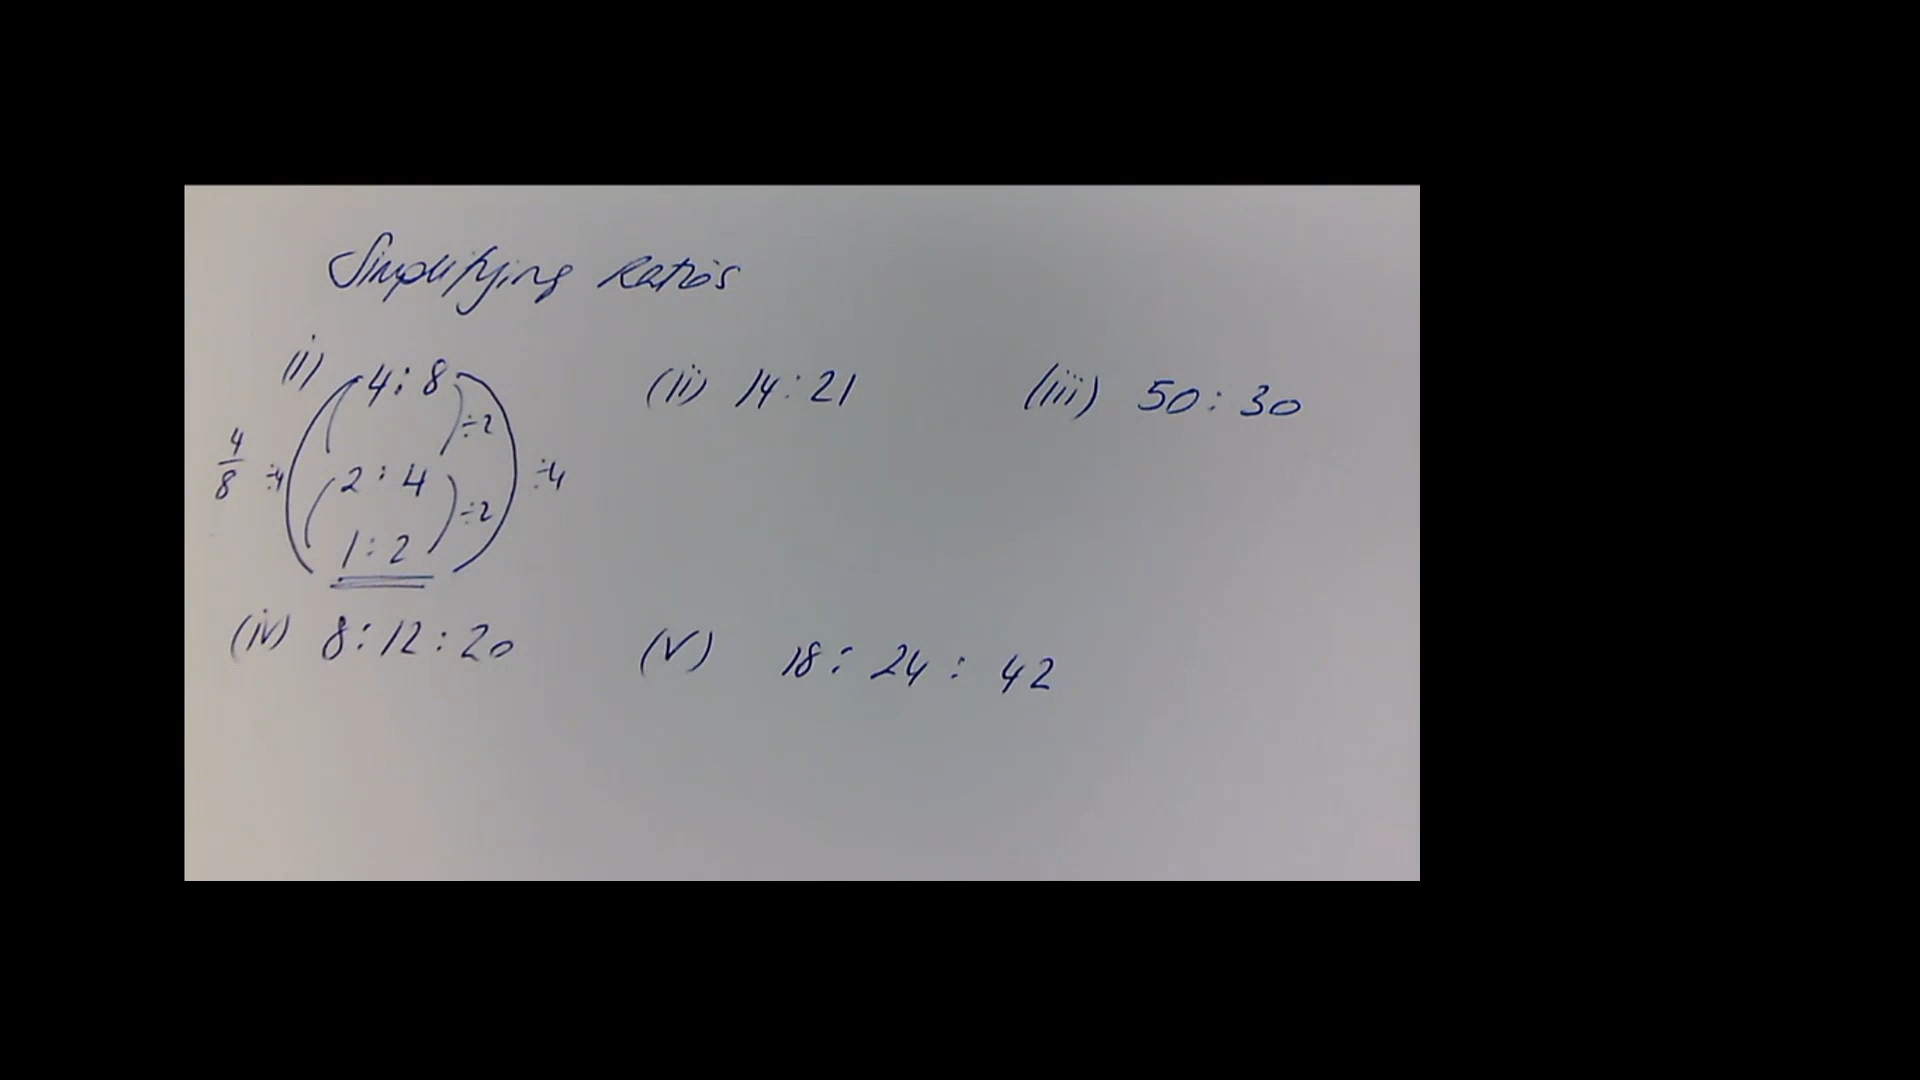 Simplifying Ratios
(i) 4:8
(ii) 14:21
(iii) 50:30
÷2
4/8 ÷4
2:4
÷4
÷2
1:2
(iv) 8:12:20
(v) 18:24:42